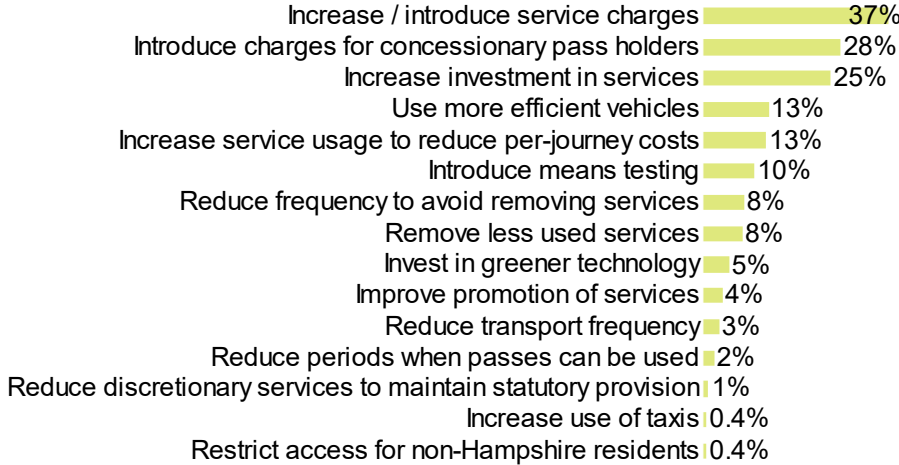 Increase / introduce service charges 37%
Introduce charges for concessionary pass holders 28%
Increase investment in services 25%
Use more efficient vehicles 13%
Increase service usage to reduce per-journey costs 13%
Introduce means testing 10%
Reduce frequency to avoid removing services 8%
Remove less used services 8%
Invest in greener technology 5%
Improve promotion of services 4%
Reduce transport frequency 3%
Reduce periods when passes can be used 2%
Reduce discretionary services to maintain statutory provision 1%
Increase use of taxis 0.4%
Restrict access for non-Hampshire residents 0.4%